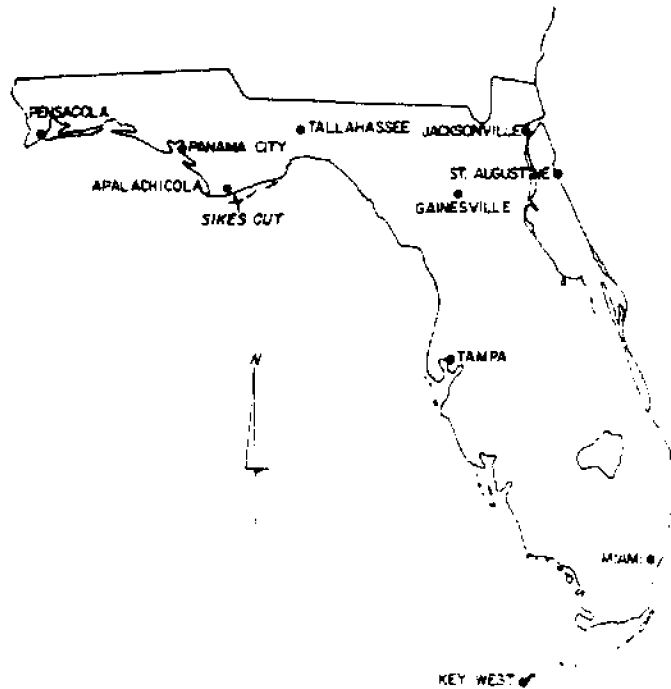 PENSACOLA
TALLAHASSEE
JACKSONVILLE
PANAMA CITY
ST. AUGUSTINE
APALACHICOLA
GAINESVILLE
SIKES CUT
TAMPA
N
MIAMI
KEY WEST